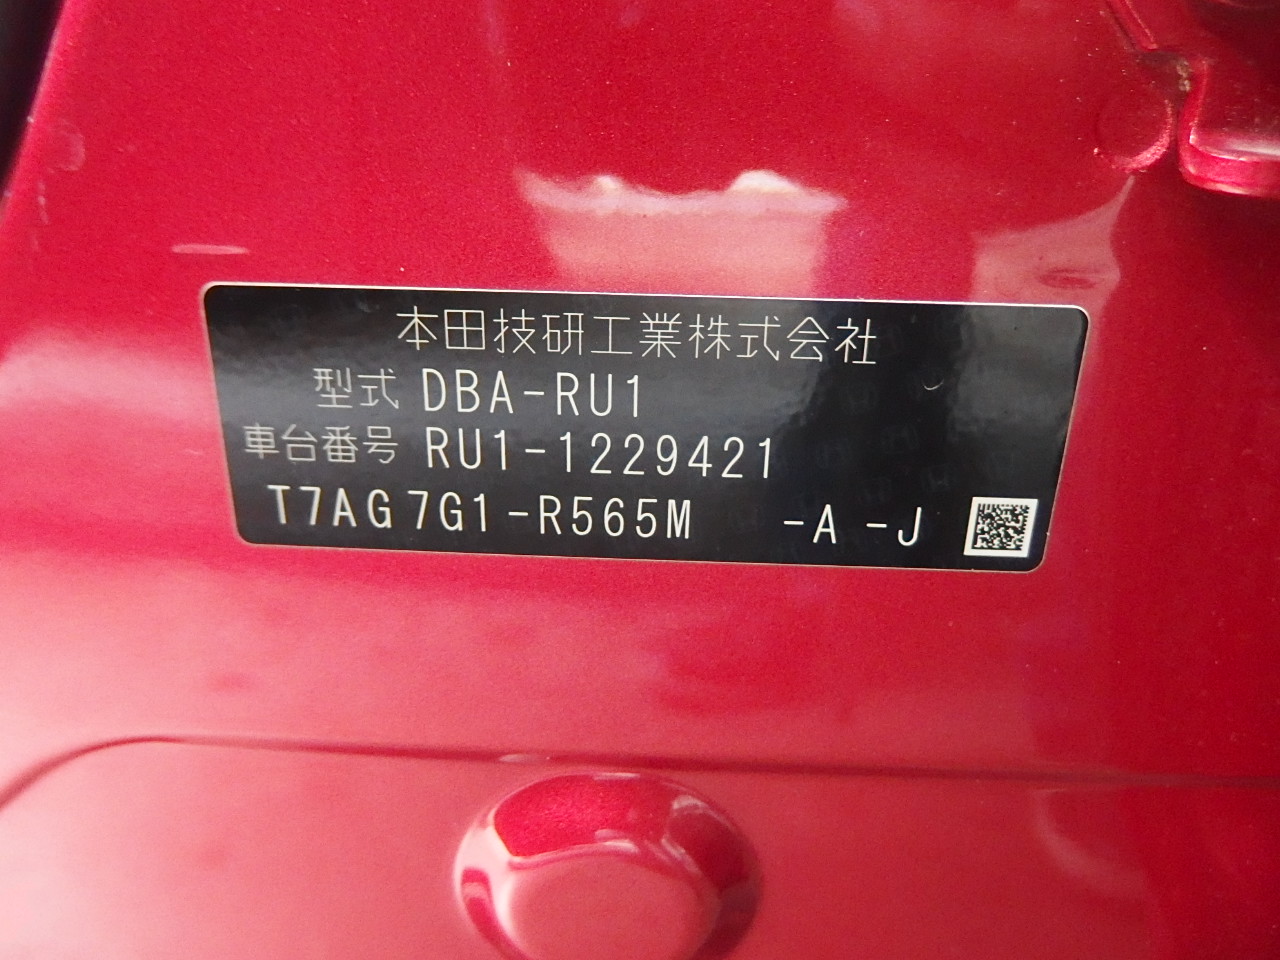 本田技研工業株式会社
型式 DBA-RU1
車台番号 RU1-1229421
T7AG7G1-R565M -A -J